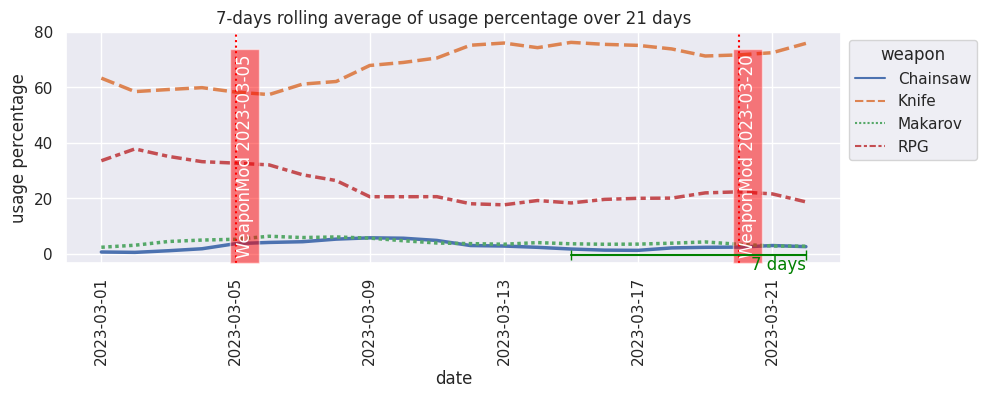 7-days rolling average of usage percentage over 21 days
usage percentage
80
60
40
20
0
WeaponMod 2023-03-05
WeaponMod 2023-03-20
7 days
2023-03-01
2023-03-05
2023-03-09
2023-03-13
2023-03-17
2023-03-21
date
weapon
Chainsaw
Knife
Makarov
RPG